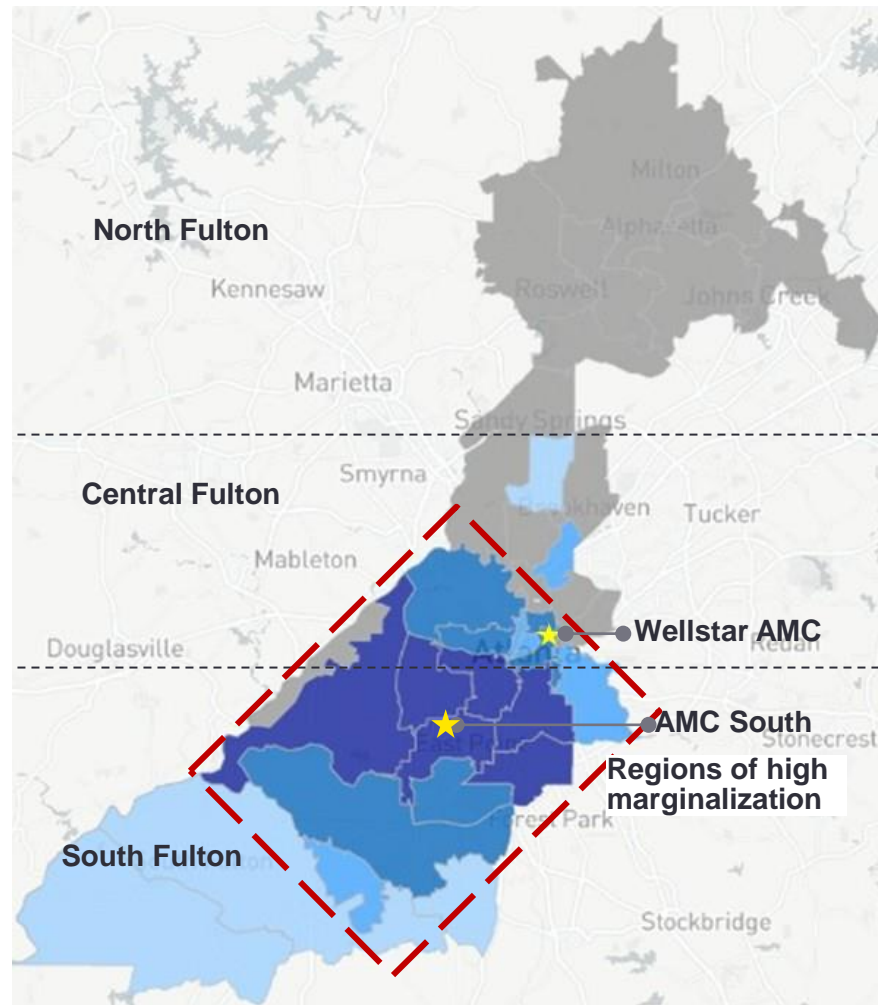 Milton
North Fulton
Alpharetta
Kennesaw
Roswell
Johns Creek
Marietta
Sandy Springs
Smyrna
Central Fulton
Brookhaven
Tucker
Mableton
Wellstar AMC
Douglasville
Atlanta
Redan
AMC South
East Point
Stonecrest
Regions of high
marginalization
Forest Park
South Fulton
Stockbridge